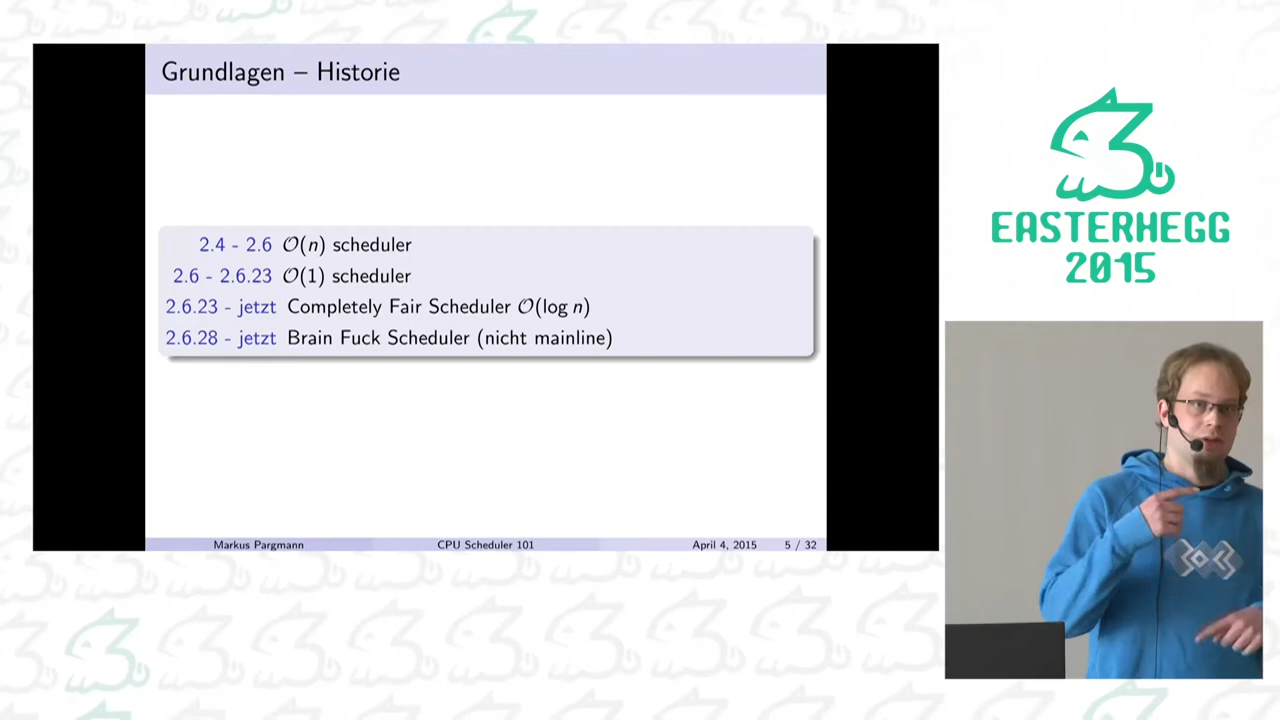 Grundlagen – Historie
2.4 - 2.6 O(n) scheduler
2.6 - 2.6.23 O(1) scheduler
2.6.23 - jetzt Completely Fair Scheduler O(log n)
2.6.28 - jetzt Brain Fuck Scheduler (nicht mainline)
Markus Pargmann CPU Scheduler 101 April 4, 2015 5 / 32
EASTERHEGG
2015